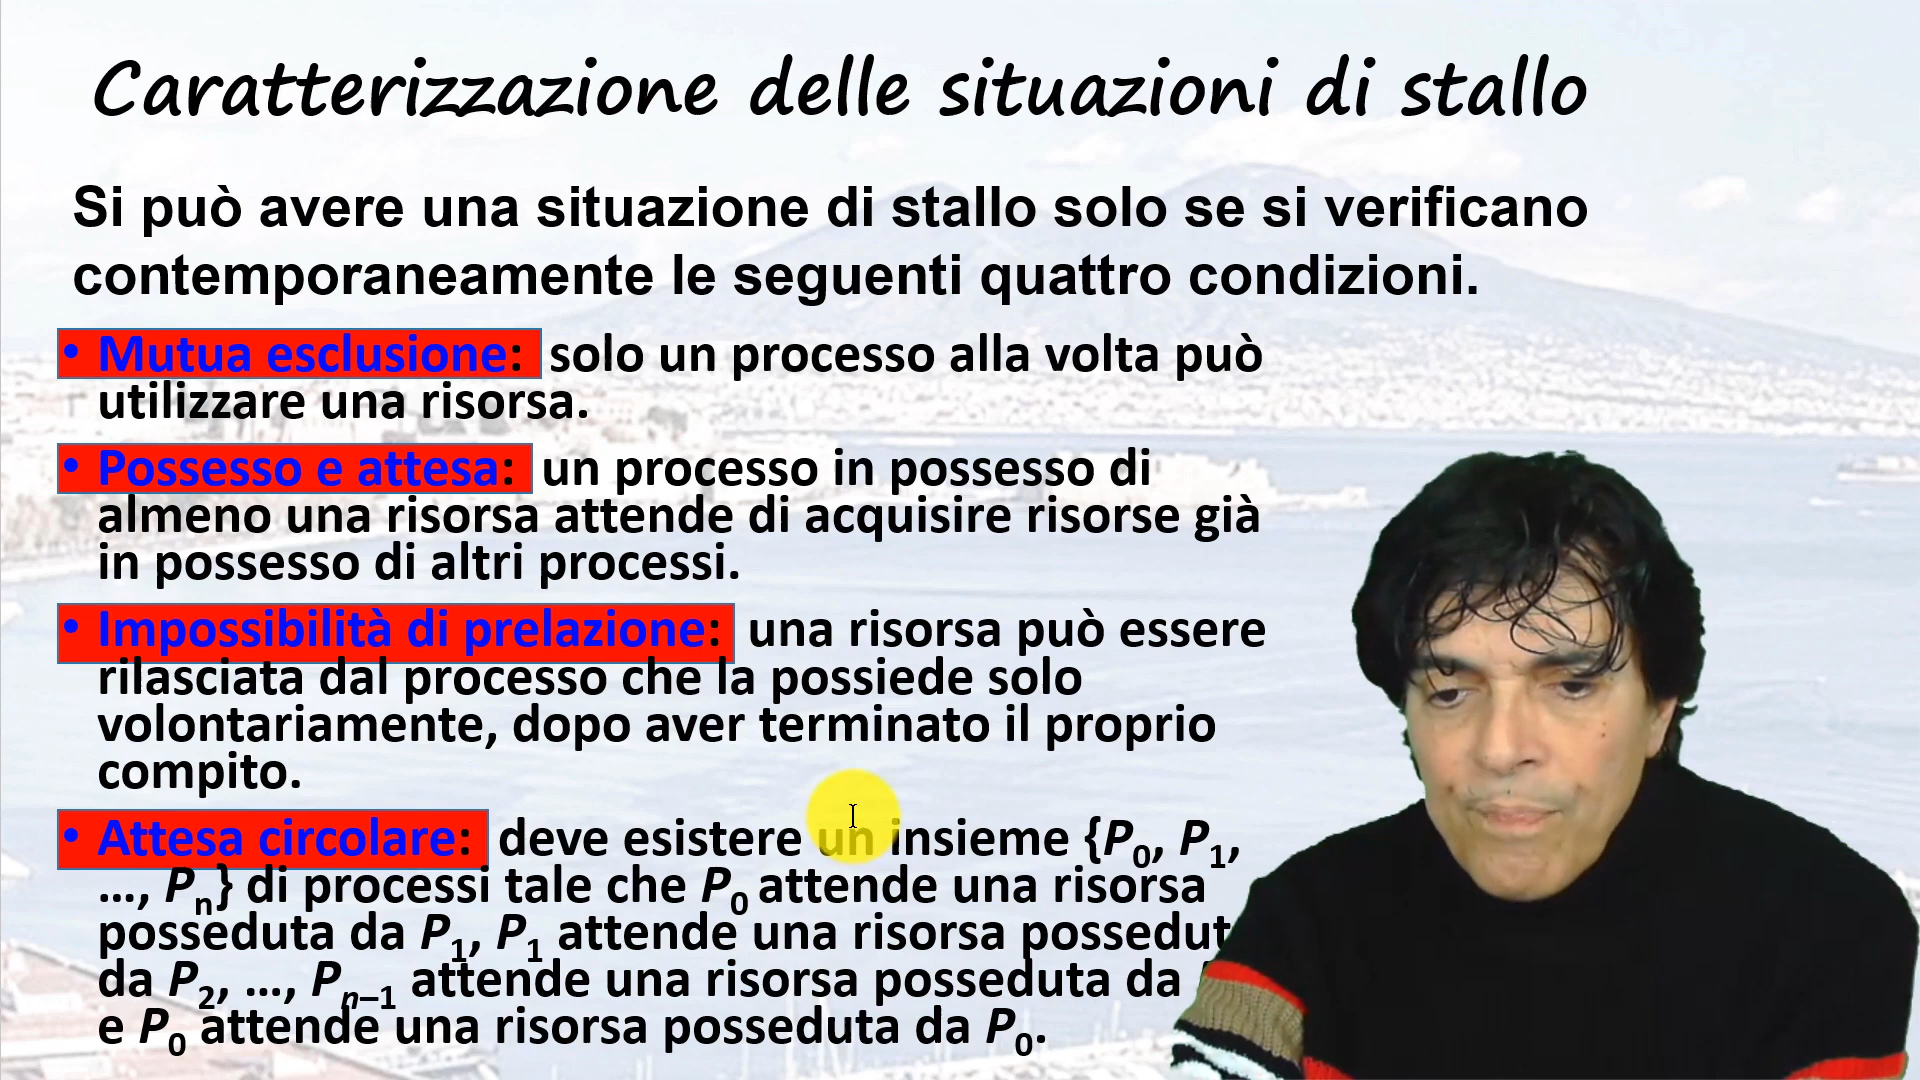 Caratterizzazione delle situazioni di stallo
Si può avere una situazione di stallo solo se si verificano
contemporaneamente le seguenti quattro condizioni.
• Mutua esclusione: solo un processo alla volta può
utilizzare una risorsa.
• Possesso e attesa: un processo in possesso di
almeno una risorsa attende di acquisire risorse già
in possesso di altri processi.
• Impossibilità di prelazione: una risorsa può essere
rilasciata dal processo che la possiede solo
volontariamente, dopo aver terminato il proprio
compito.
• Attesa circolare: deve esistere un insieme {P0, P1,
…, Pn} di processi tale che P0 attende una risorsa
posseduta da P1, P1 attende una risorsa possedut
da P2, …, Pn–1 attende una risorsa posseduta da
e P0 attende una risorsa posseduta da P0.